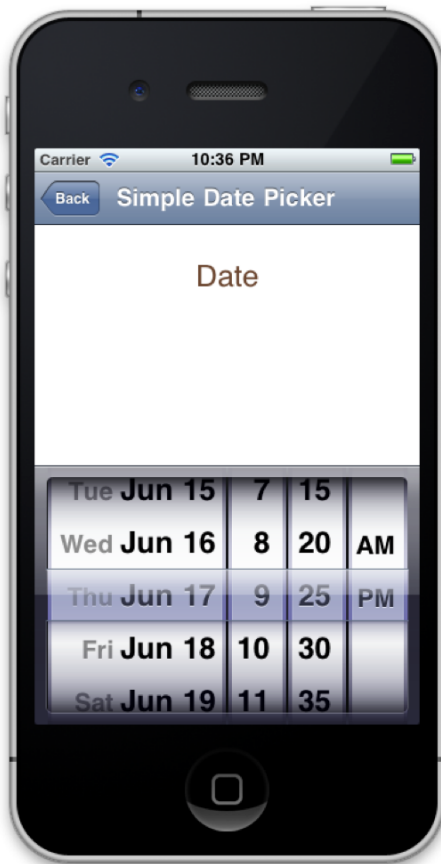 Carrier 10:36 PM
Back Simple Date Picker
Date
Tue Jun 15 7 15
Wed Jun 16 8 20 AM
Thu Jun 17 9 25 PM
Fri Jun 18 10 30
Sat Jun 19 11 35